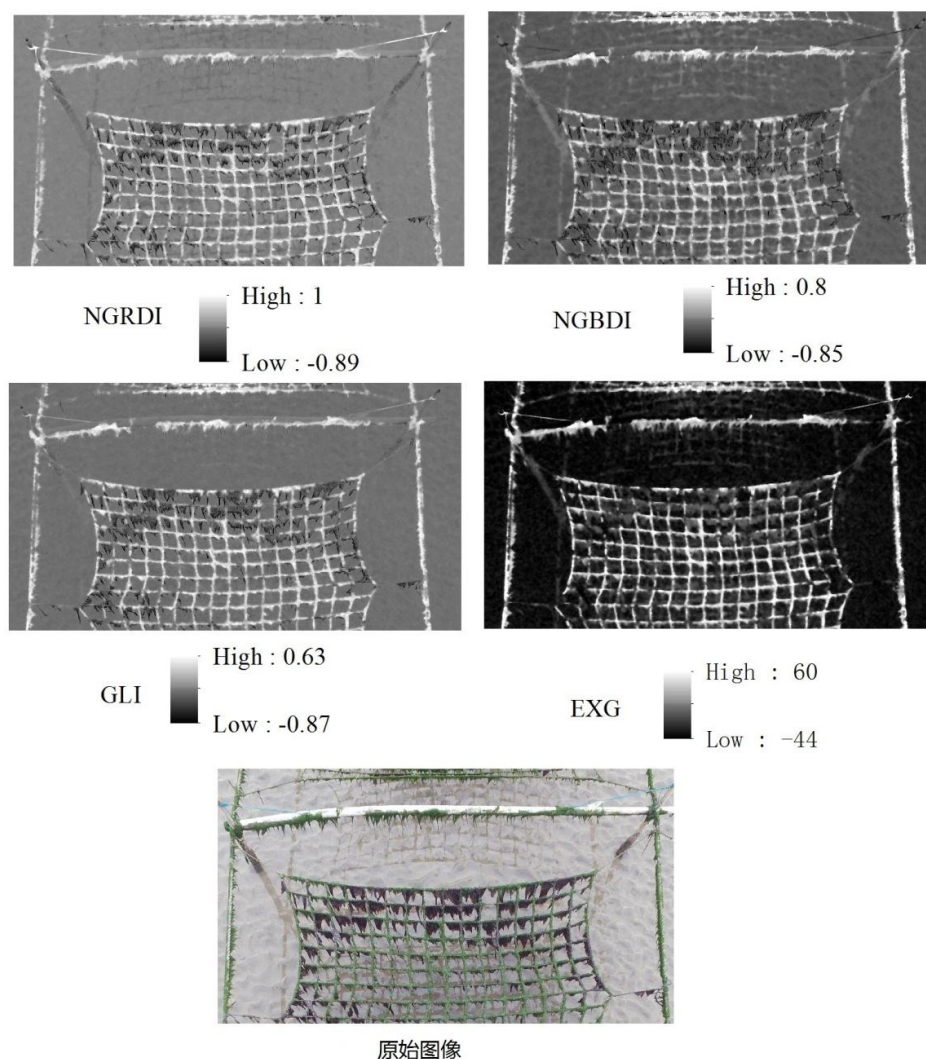 NGRDI
High : 1
Low : -0.89
NGBDI
High : 0.8
Low : -0.85
GLI
High : 0.63
Low : -0.87
EXG
High : 60
Low : -44
原始图像